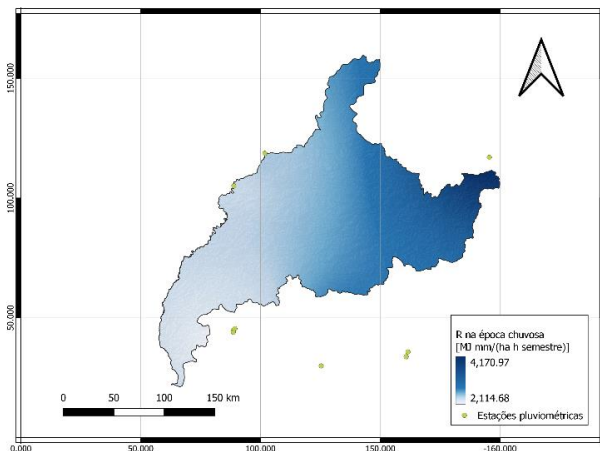 150.000
100.000
50.000
R na época chuvosa
[MJ mm/(ha h semestre)]
4,170.97
2,114.68
Estações pluviométricas
0 50 100 150 km
0.000 50.000 100.000 150.000 -160.000